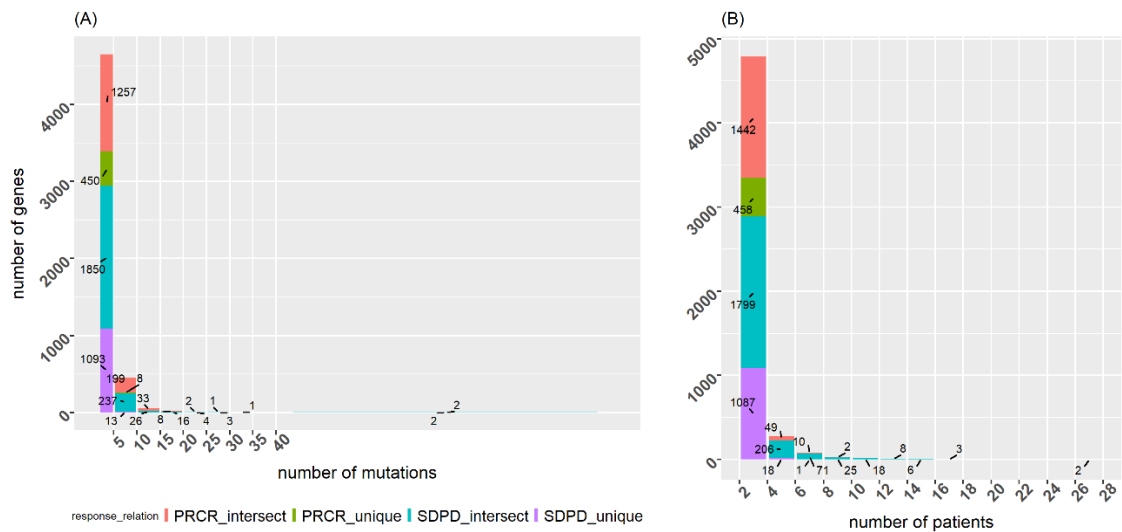 (A)
number of genes
4000
3000
2000
1000
0
1257
450
1850
1093
199 8
237 33 2 1 1 2
13 26 8 16 4 3 2
5 10 15 20 25 30 35 40
number of mutations
response_relation PRCR_intersect PRCR_unique SDPD_intersect SDPD_unique
(B)
5000
4000
3000
2000
1000
0
1442
458
1799
1087
49 10 2 8 3
206
18 1 71 25 18 6 2
2 4 6 8 10 12 14 16 18 20 22 24 26 28
number of patients